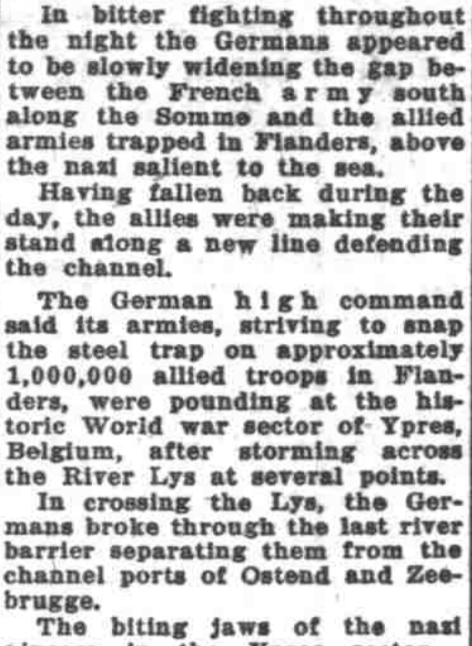 In bitter fighting throughout
the night the Germans appeared
to be slowly widening the gap be-
tween the French army south
along the Somme and the allied
armies trapped in Flanders, above
the nazi salient to the sea.
Having fallen back during the
day, the allies were making their
stand along a new line defending
the channel.
The German high command
said its armies, striving to snap
the steel trap on approximately
1,000,000 allied troops in Flan-
ders, were pounding at the his-
toric World war sector of Ypres,
Belgium, after storming across
the River Lys at several points.
In crossing the Lys, the Ger-
mans broke through the last river
barrier separating them from the
channel ports of Ostend and Zee-
brugge.
The biting jaws of the nazi